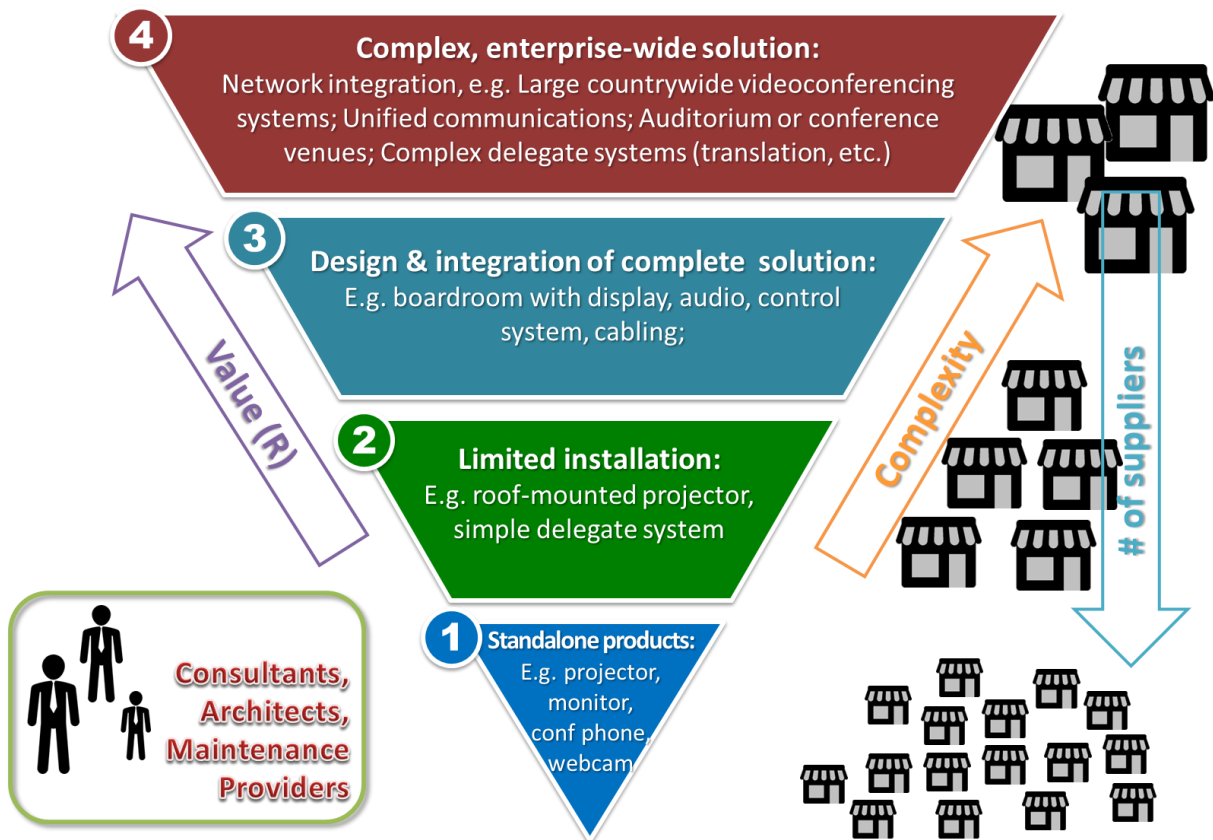 4
Complex, enterprise-wide solution:
Network integration, e.g. Large countrywide videoconferencing
systems; Unified communications; Auditorium or conference
venues; Complex delegate systems (translation, etc.)
3
Design & integration of complete solution:
E.g. boardroom with display, audio, control
system, cabling;
Value (R)
Complexity
# of suppliers
2
Limited installation:
E.g. roof-mounted projector,
simple delegate system
1
Standalone products:
E.g. projector,
monitor,
conf phone,
webcam
Consultants,
Architects,
Maintenance
Providers